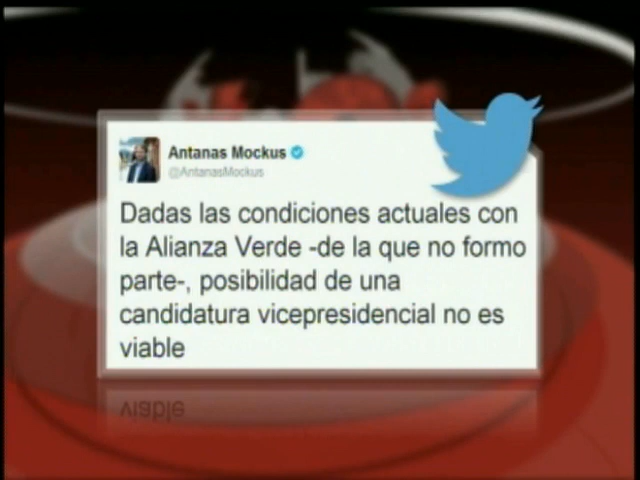 Antanas Mockus
@AntanasMockus
Dadas las condiciones actuales con
la Alianza Verde -de la que no formo
parte-, posibilidad de una
candidatura vicepresidencial no es
viable
viable